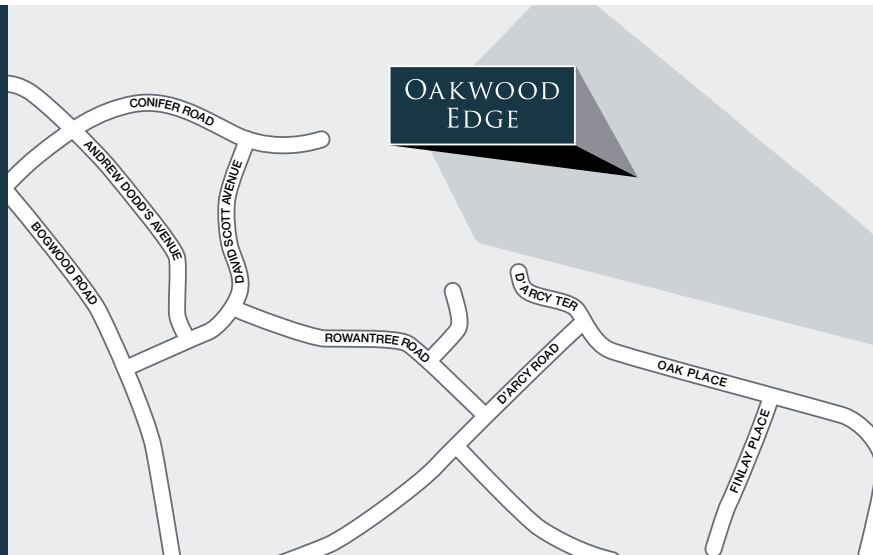 OAKWOOD
EDGE
CONIFER ROAD
ANDREW DODD'S AVENUE
DAVID SCOTT AVENUE
BOGWOOD ROAD
D'ARCY TER
ROWANTREE ROAD
D'ARCY ROAD
OAK PLACE
FINLAY PLACE